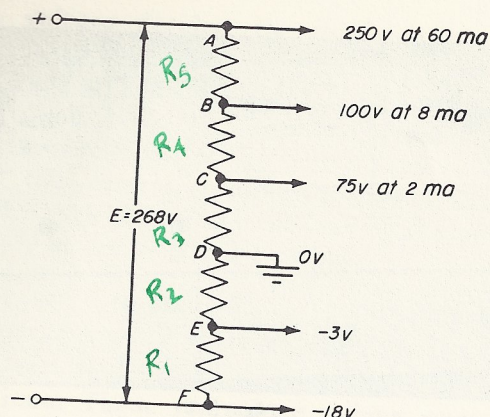 +
A
250 v at 60 ma
R5
B
100v at 8 ma
R4
C
75v at 2 ma
E=268v
R3
D
0v
R2
E
-3v
R1
F
-
-18v